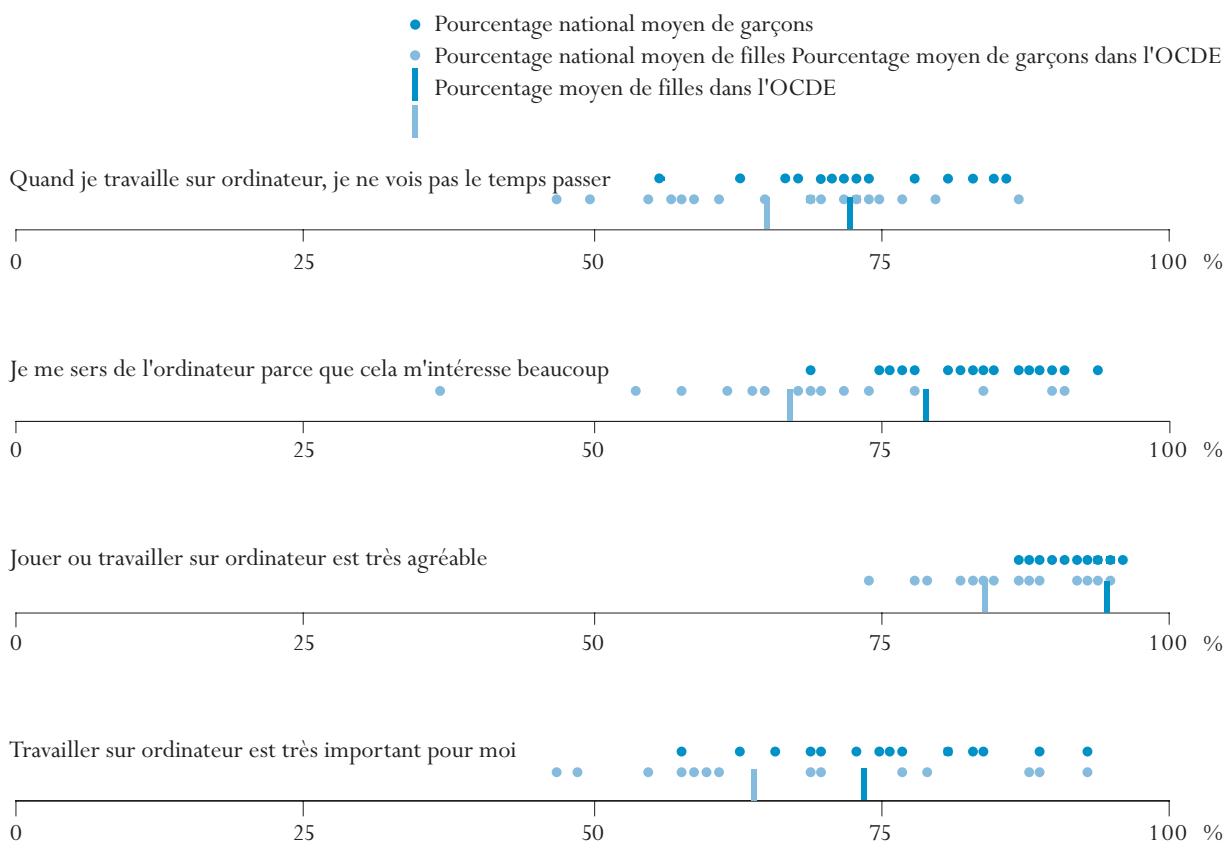 Pourcentage national moyen de garçons
Pourcentage national moyen de filles Pourcentage moyen de garçons dans l'OCDE
Pourcentage moyen de filles dans l'OCDE
Quand je travaille sur ordinateur, je ne vois pas le temps passer
0 25 50 75 100 %
Je me sers de l'ordinateur parce que cela m'intéresse beaucoup
0 25 50 75 100 %
Jouer ou travailler sur ordinateur est très agréable
0 25 50 75 100 %
Travailler sur ordinateur est très important pour moi
0 25 50 75 100 %